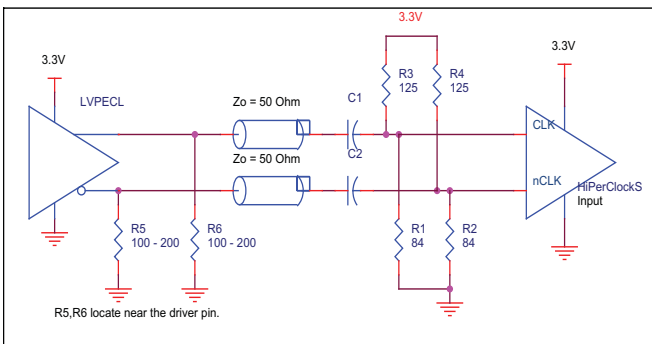 3.3V
3.3V
3.3V
LVPECL
R3
125
R4
125
Zo = 50 Ohm
C1
CLK
Zo = 50 Ohm
C2
nCLK
HiPerClockS
Input
R5
100 - 200
R6
100 - 200
R1
84
R2
84
R5,R6 locate near the driver pin.